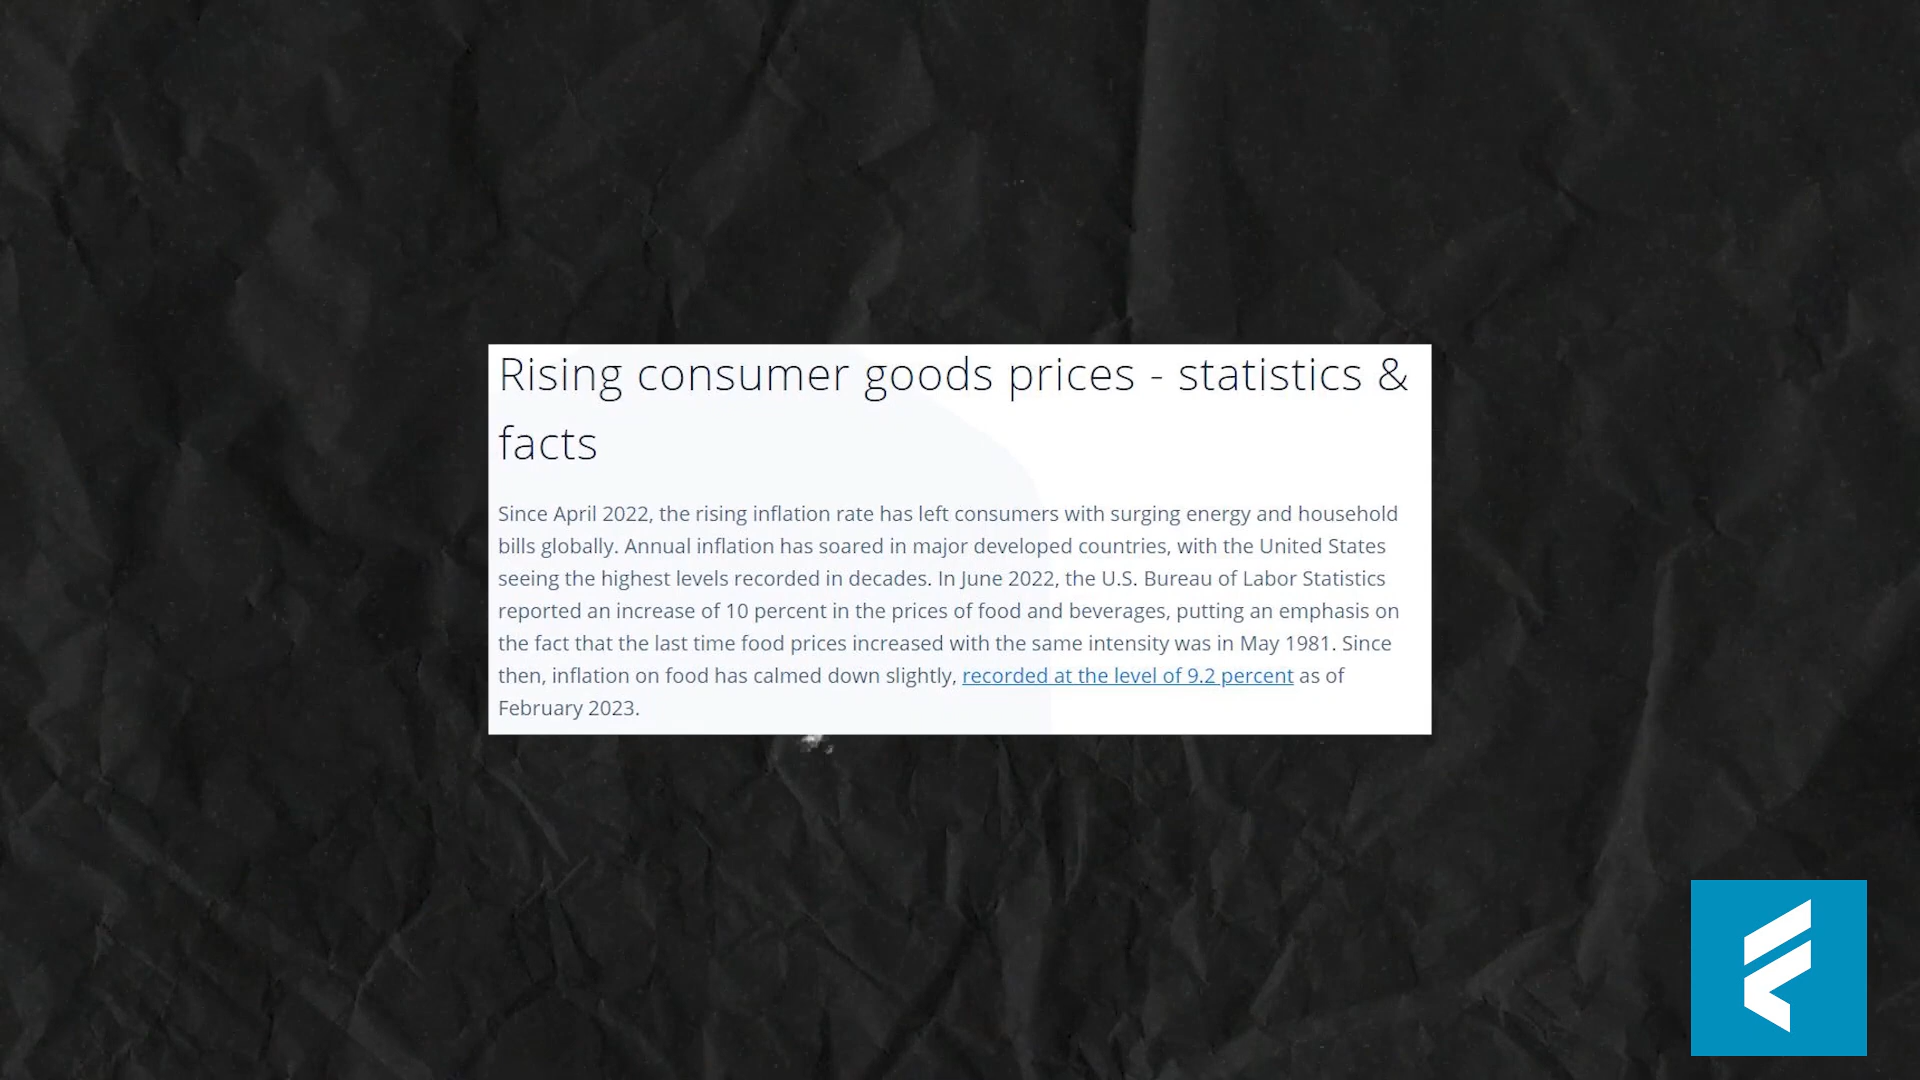 Rising consumer goods prices - statistics &
facts
Since April 2022, the rising inflation rate has left consumers with surging energy and household
bills globally. Annual inflation has soared in major developed countries, with the United States
seeing the highest levels recorded in decades. In June 2022, the U.S. Bureau of Labor Statistics
reported an increase of 10 percent in the prices of food and beverages, putting an emphasis on
the fact that the last time food prices increased with the same intensity was in May 1981. Since
then, inflation on food has calmed down slightly, recorded at the level of 9.2 percent as of
February 2023.